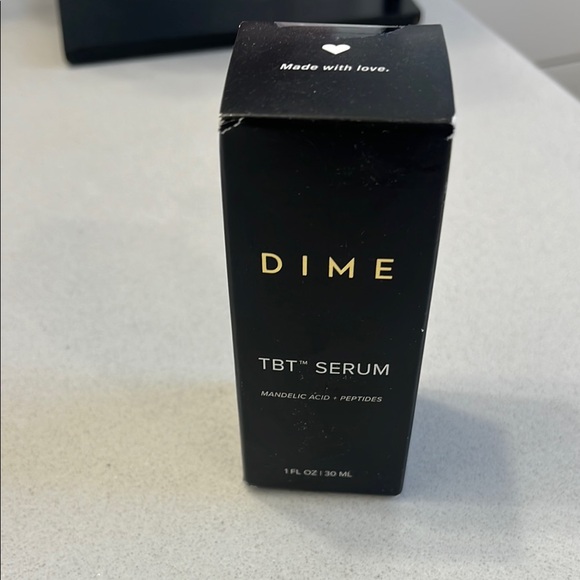 Made with love.
DIME
TBT™ SERUM
MANDELIC ACID + PEPTIDES
1 FL OZ | 30 ML